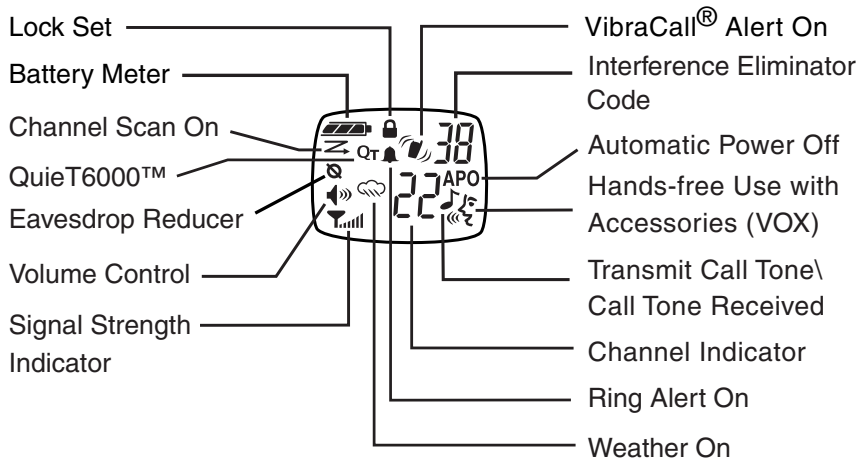 Lock Set
Battery Meter
Channel Scan On
QuieT6000™
Eavesdrop Reducer
Volume Control
Signal Strength
Indicator
38
QT
APO
22
VibraCall® Alert On
Interference Eliminator
Code
Automatic Power Off
Hands-free Use with
Accessories (VOX)
Transmit Call Tone\
Call Tone Received
Channel Indicator
Ring Alert On
Weather On